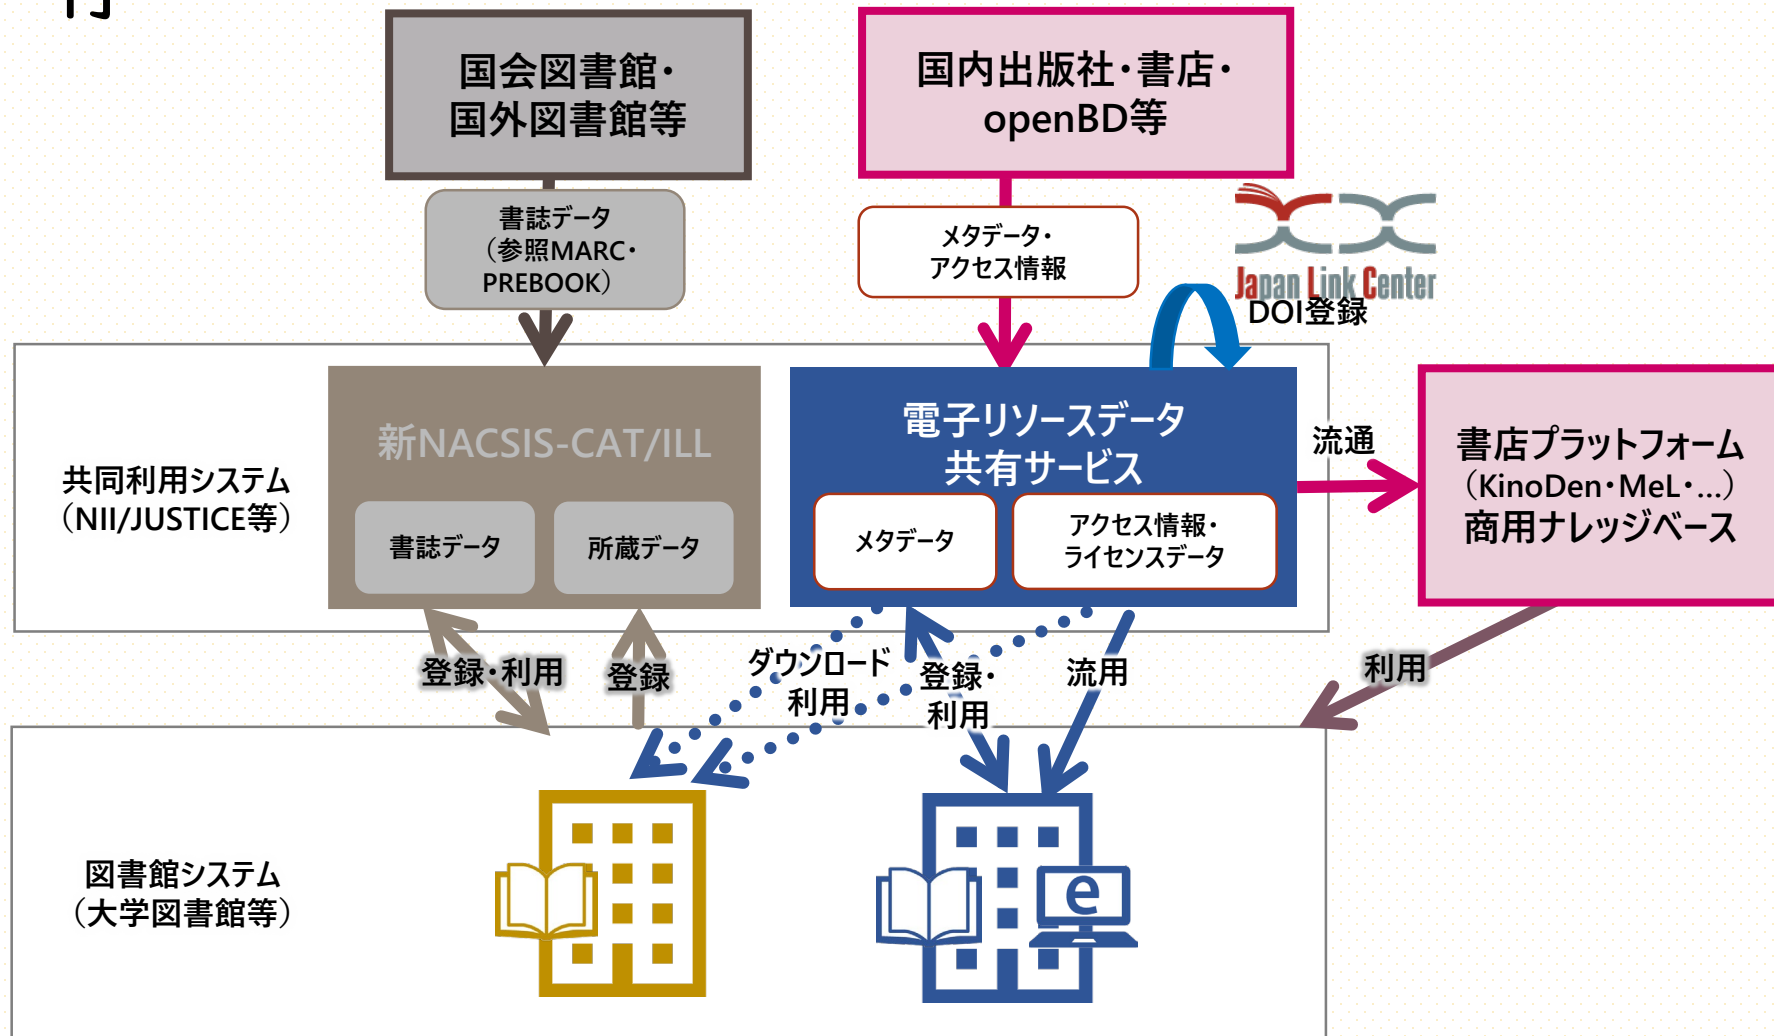 国会図書館・
国外図書館等
国内出版社・書店・
openBD等
書誌データ
（参照MARC・
PREBOOK）
メタデータ・
アクセス情報
Japan Link Center
DOI登録
共同利用システム
（NII/JUSTICE等）
新NACSIS-CAT/ILL
書誌データ
所蔵データ
電子リソースデータ
共有サービス
メタデータ
アクセス情報・
ライセンスデータ
流通
書店プラットフォーム
（KinoDen・MeL・…）
商用ナレッジベース
登録・利用
登録
ダウンロード
利用
登録・
利用
流用
利用
図書館システム
（大学図書館等）
e